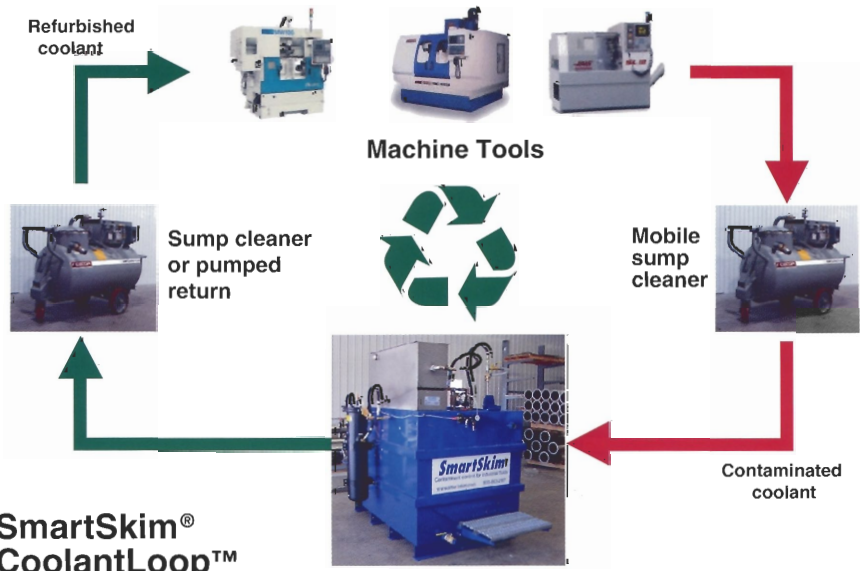 Refurbished
coolant
Machine Tools
Sump cleaner
or pumped
return
Mobile
sump
cleaner
SmartSkim
Contaminated
coolant
SmartSkim®
CoolantLoop™